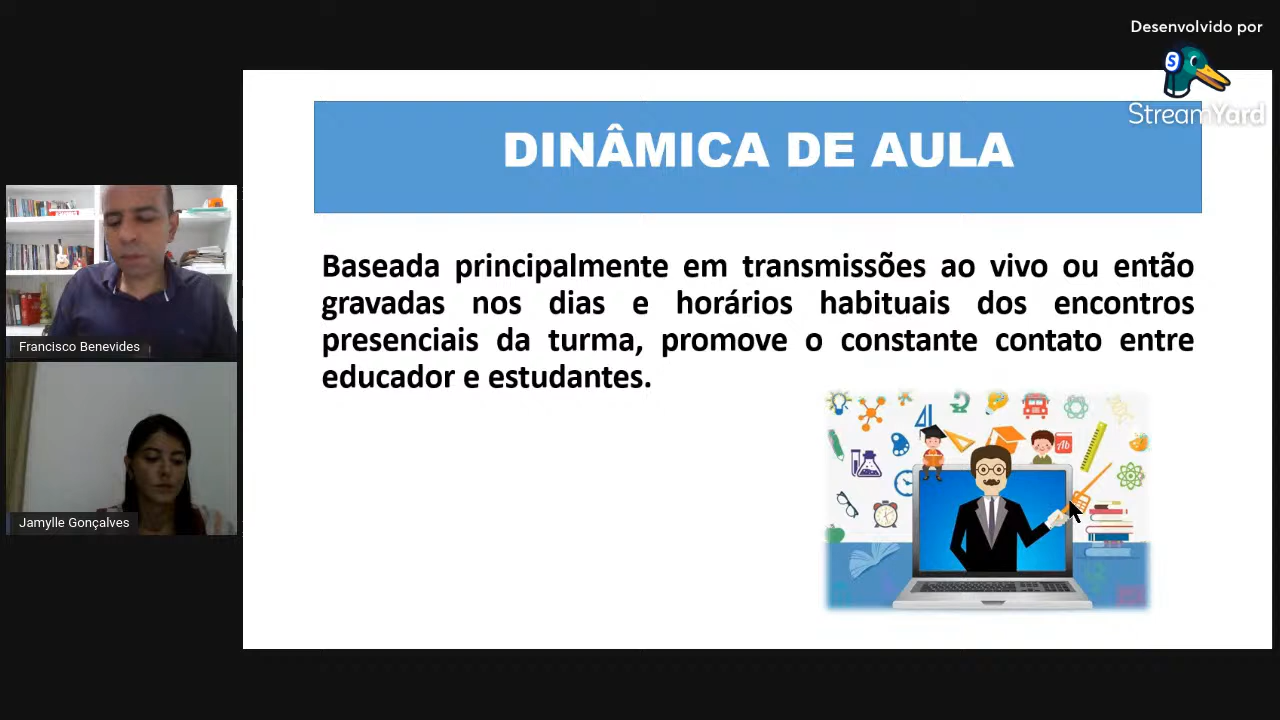 Desenvolvido por
StreamYard
DINÂMICA DE AULA
Baseada principalmente em transmissões ao vivo ou então
gravadas nos dias e horários habituais dos encontros
presenciais da turma, promove o constante contato entre
educador e estudantes.
Ab
Francisco Benevides
Jamylle Gonçalves